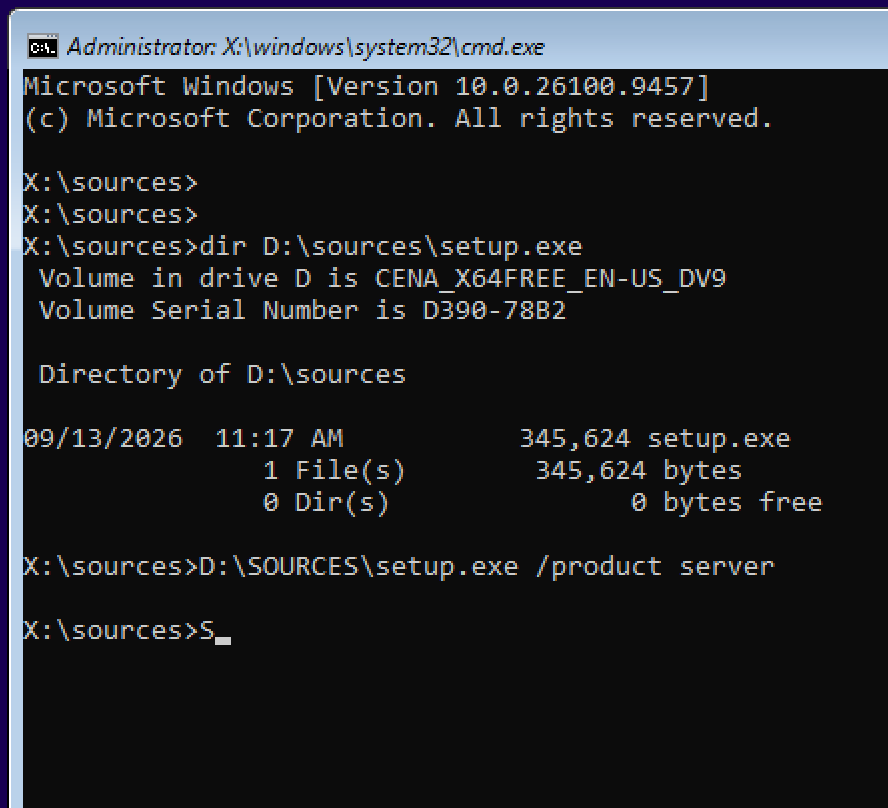 Administrator: X:\windows\system32\cmd.exe
Microsoft Windows [Version 10.0.26100.9457]
(c) Microsoft Corporation. All rights reserved.
X:\sources>
X:\sources>
X:\sources>dir D:\sources\setup.exe
 Volume in drive D is CENA_X64FREE_EN-US_DV9
 Volume Serial Number is D390-78B2
 Directory of D:\sources
09/13/2026  11:17 AM           345,624 setup.exe
               1 File(s)        345,624 bytes
               0 Dir(s)               0 bytes free
X:\sources>D:\SOURCES\setup.exe /product server
X:\sources>S